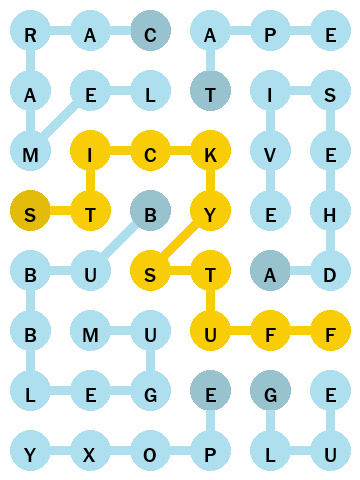 R A C A P E
A E L T I S
M I C K V E
S T B Y E H
B U S T A D
B M U U F F
L E G E G E
Y X O P L U